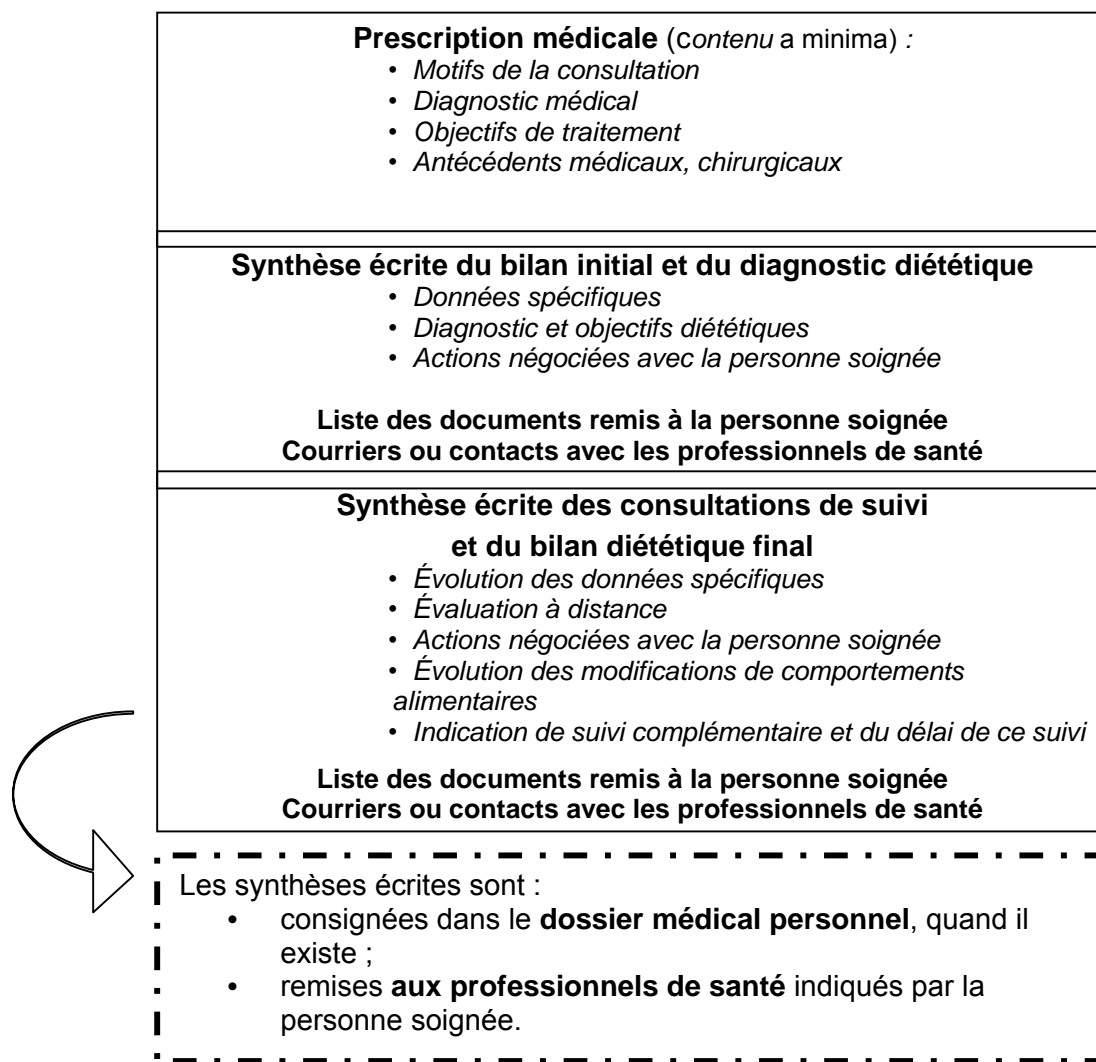 Prescription médicale (contenu a minima) :
• Motifs de la consultation
• Diagnostic médical
• Objectifs de traitement
• Antécédents médicaux, chirurgicaux
Synthèse écrite du bilan initial et du diagnostic diététique
• Données spécifiques
• Diagnostic et objectifs diététiques
• Actions négociées avec la personne soignée
Liste des documents remis à la personne soignée
Courriers ou contacts avec les professionnels de santé
Synthèse écrite des consultations de suivi
et du bilan diététique final
• Évolution des données spécifiques
• Évaluation à distance
• Actions négociées avec la personne soignée
• Évolution des modifications de comportements
alimentaires
• Indication de suivi complémentaire et du délai de ce suivi
Liste des documents remis à la personne soignée
Courriers ou contacts avec les professionnels de santé
Les synthèses écrites sont :
• consignées dans le dossier médical personnel, quand il
existe ;
• remises aux professionnels de santé indiqués par la
personne soignée.